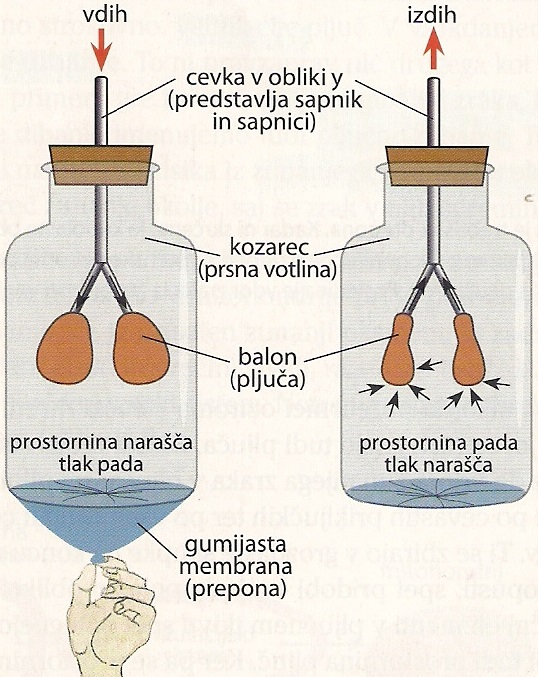 vdih
izdih
cevka v obliki y
(predstavlja sapnik
in sapnici)
kozarec
(prsna votlina)
balon
(pljuča)
prostornina narašča
tlak pada
prostornina pada
tlak narašča
gumijasta
membrana
(prepona)